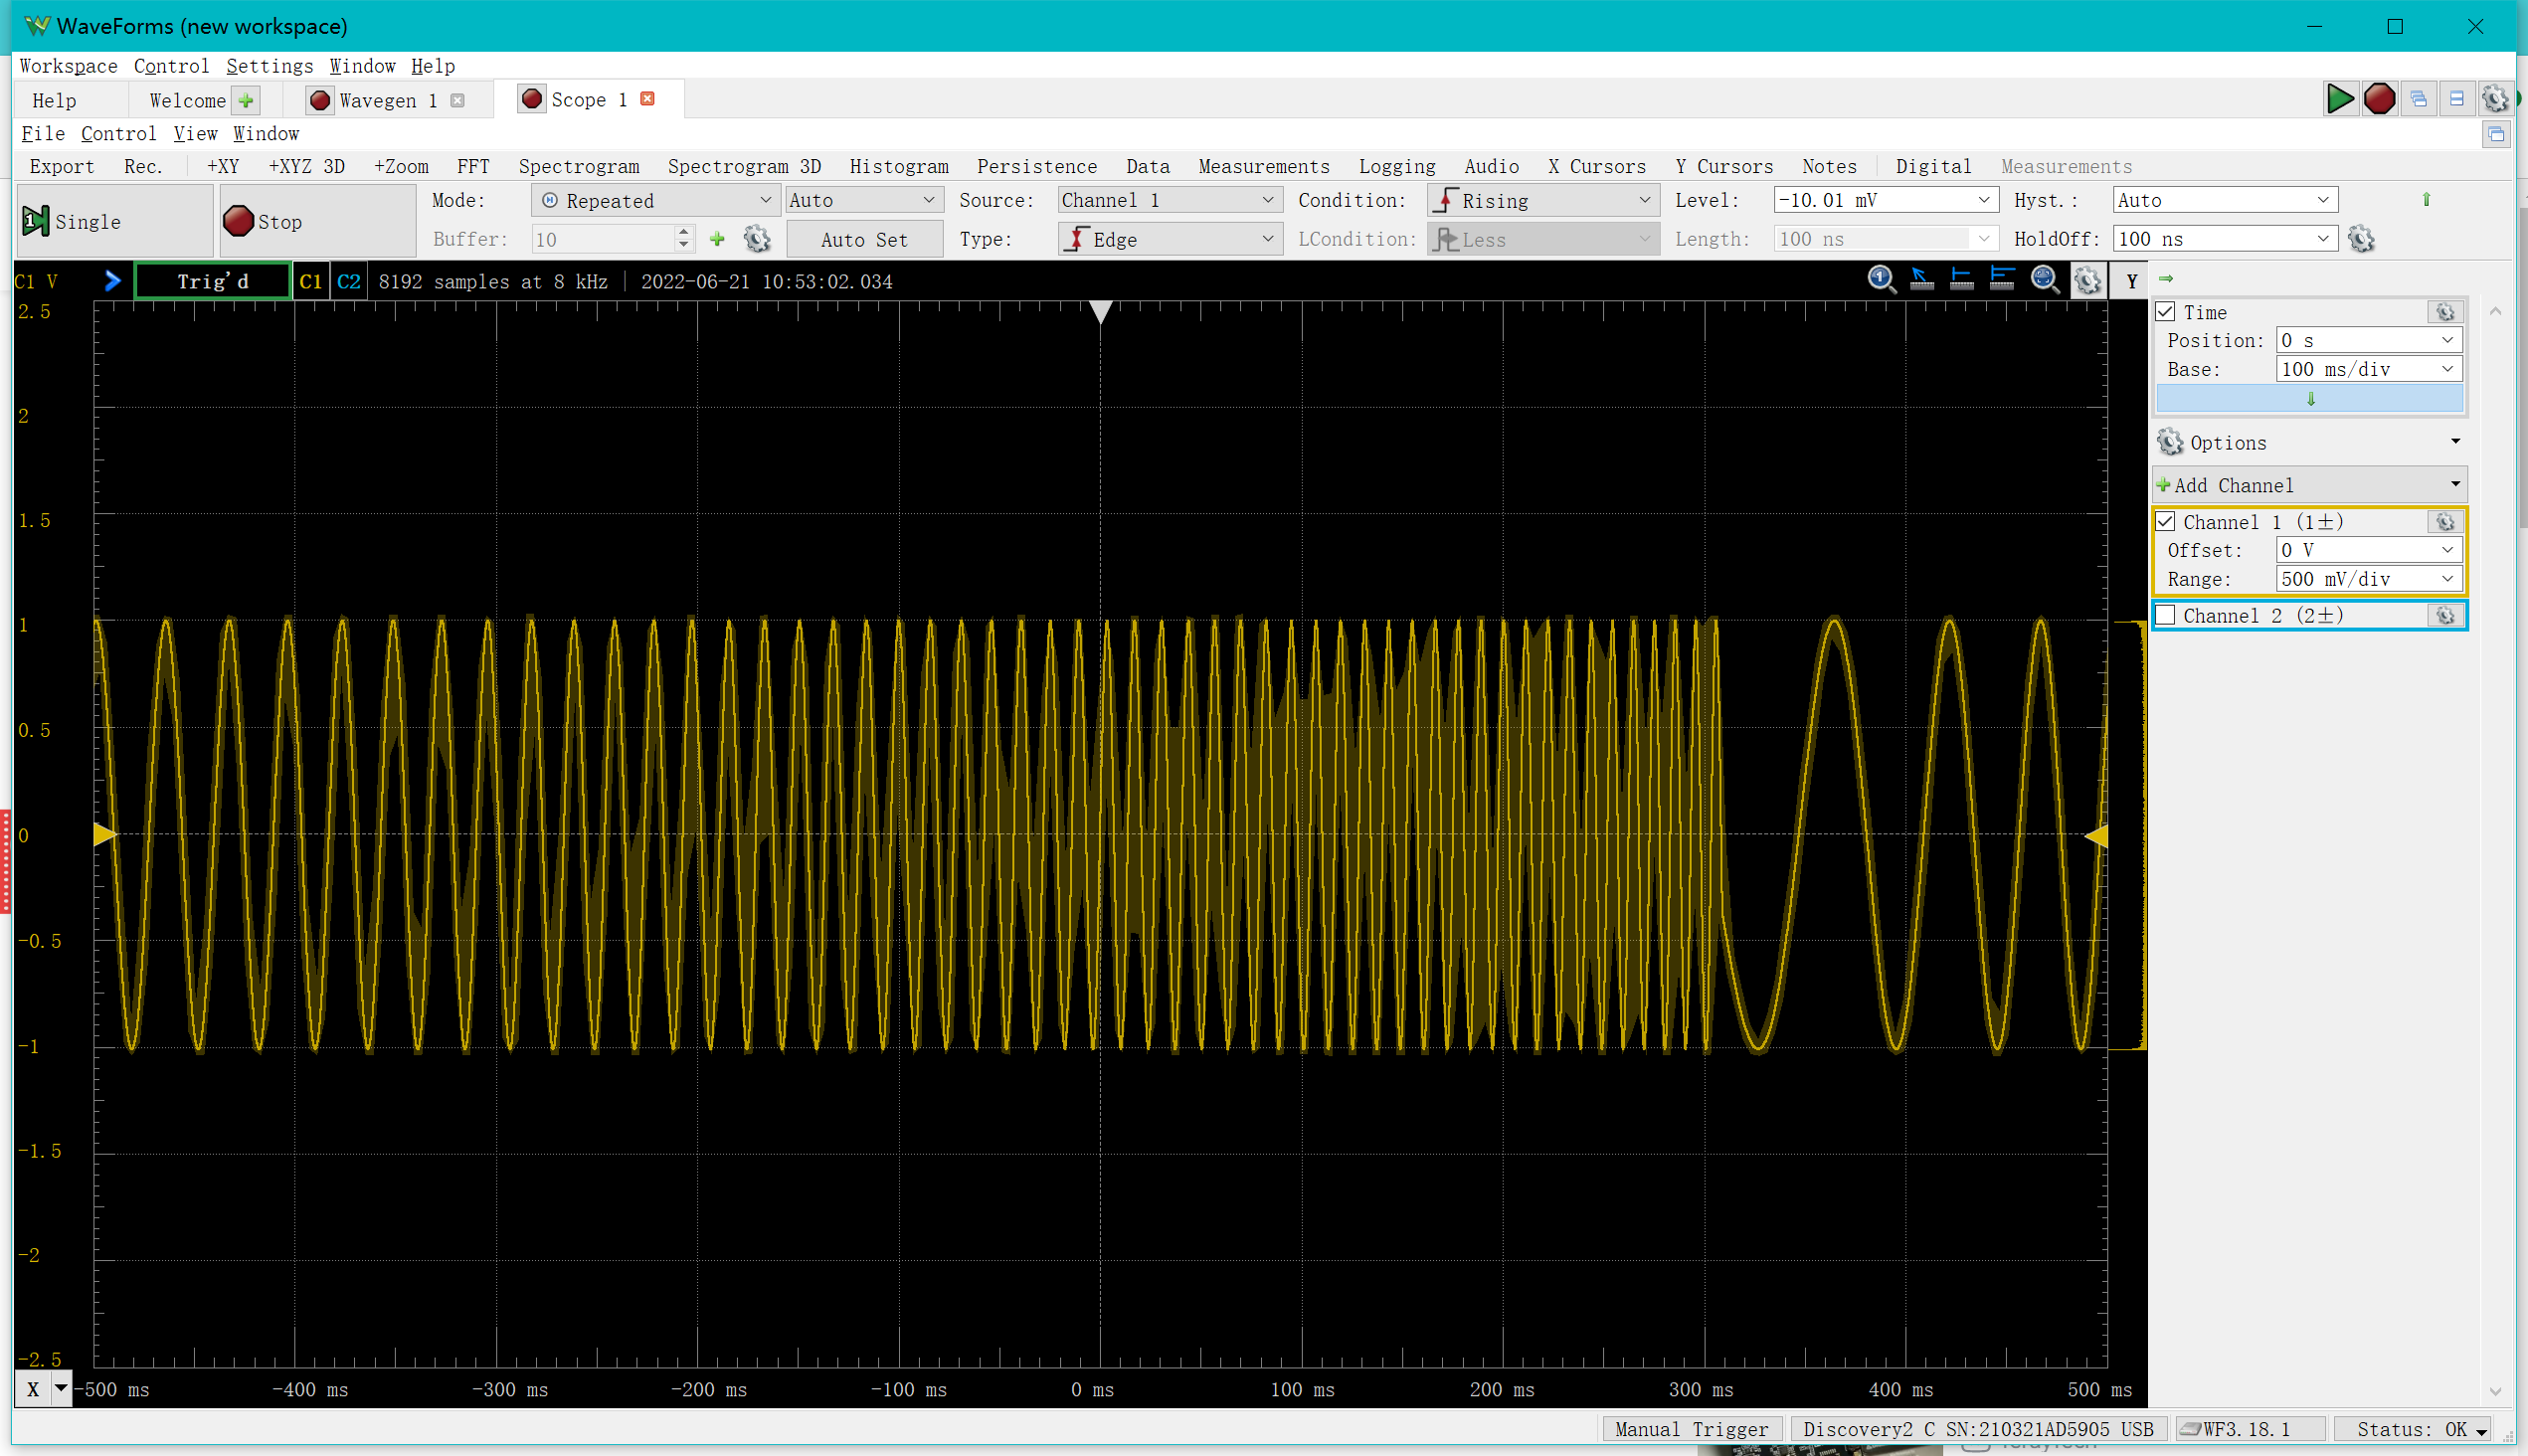 WaveForms (new workspace)
Workspace Control Settings Window Help
Help Welcome Wavegen 1 Scope 1
File Control View Window
Export Rec. +XY +XYZ 3D +Zoom FFT Spectrogram Spectrogram 3D Histogram Persistence Data Measurements Logging Audio X Cursors Y Cursors Notes Digital Measurements
1 Single Stop Mode: Repeated Auto Source: Channel 1 Condition: Rising Level: -10.01 mV Hyst.: Auto
Buffer: 10 Auto Set Type: Edge LCondition: Less Length: 100 ns HoldOff: 100 ns
C1 V Trig'd C1 C2 8192 samples at 8 kHz | 2022-06-21 10:53:02.034 1 Y
2.5
2
1.5
1
0.5
0
-0.5
-1
-1.5
-2
-2.5
X -500 ms -400 ms -300 ms -200 ms -100 ms 0 ms 100 ms 200 ms 300 ms 400 ms 500 ms
Time
Position: 0 s
Base: 100 ms/div
Options
Add Channel
Channel 1 (1±)
Offset: 0 V
Range: 500 mV/div
Channel 2 (2±)
Manual Trigger Discovery2 C SN:210321AD5905 USB WF3.18.1 Status: OK